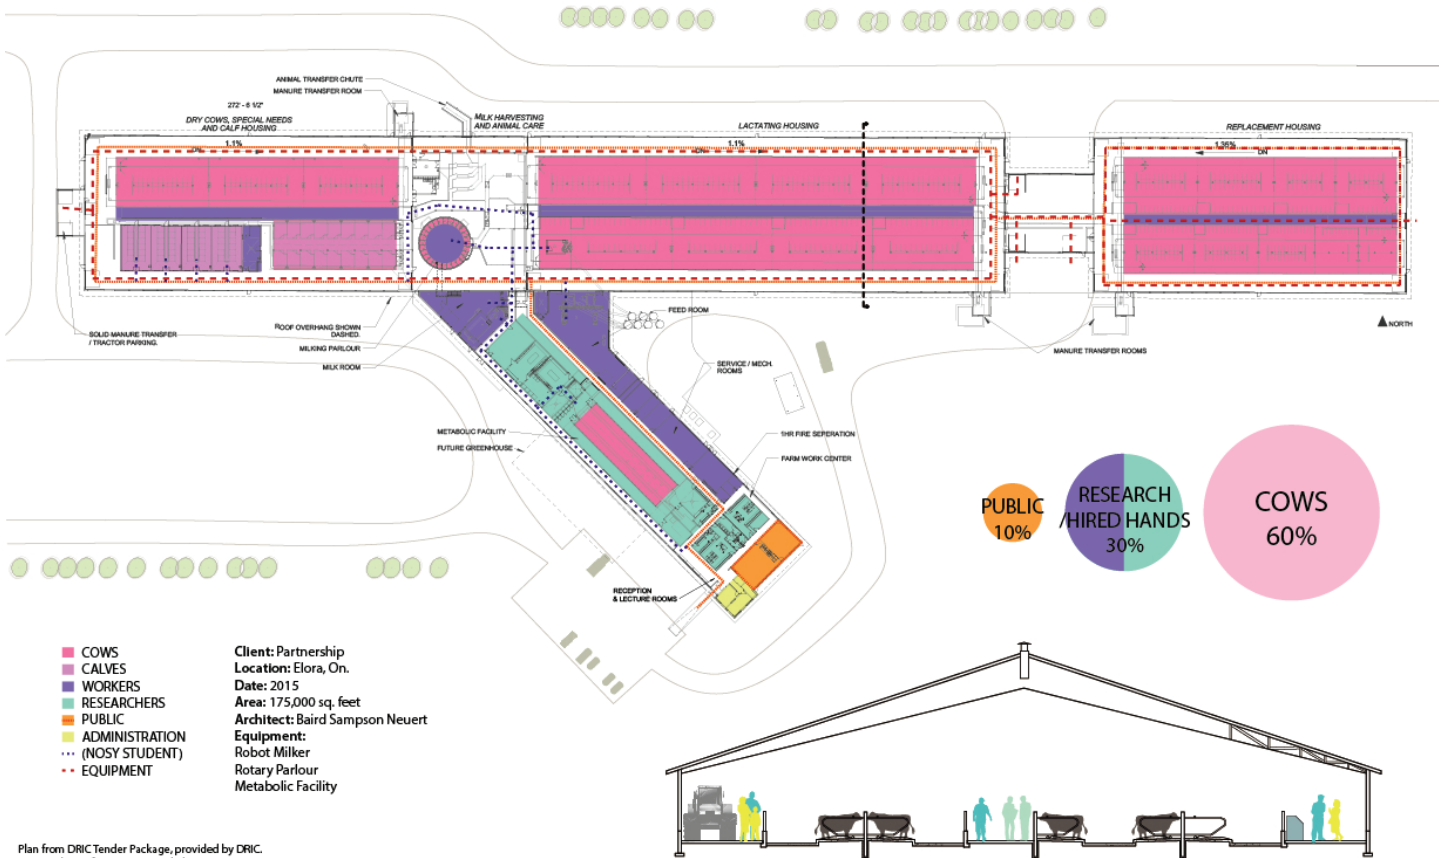 ANIMAL TRANSFER CHUTE
MANURE TRANSFER ROOM
272' - 6 1/2"
DRY COWS, SPECIAL NEEDS
AND CALF HOUSING
MILK HARVESTING
AND ANIMAL CARE
LACTATING HOUSING
REPLACEMENT HOUSING
1.1%
1.1%
1.36%
DN
SOLID MANURE TRANSFER
/ TRACTOR PARKING.
ROOF OVERHANG SHOWN
DASHED.
MILKING PARLOUR
MILK ROOM
FEED ROOM
SERVICE / MECH.
ROOMS
MANURE TRANSFER ROOMS
NORTH
METABOLIC FACILITY
FUTURE GREENHOUSE
1HR FIRE SEPERATION
FARM WORK CENTER
RECEPTION
& LECTURE ROOMS
PUBLIC
10%
RESEARCH
/HIRED HANDS
30%
COWS
60%
COWS
CALVES
WORKERS
RESEARCHERS
PUBLIC
ADMINISTRATION
(NOSY STUDENT)
EQUIPMENT
Client: Partnership
Location: Elora, On.
Date: 2015
Area: 175,000 sq. feet
Architect: Baird Sampson Neuert
Equipment:
Robot Milker
Rotary Parlour
Metabolic Facility
Plan from DRIC Tender Package, provided by DRIC.